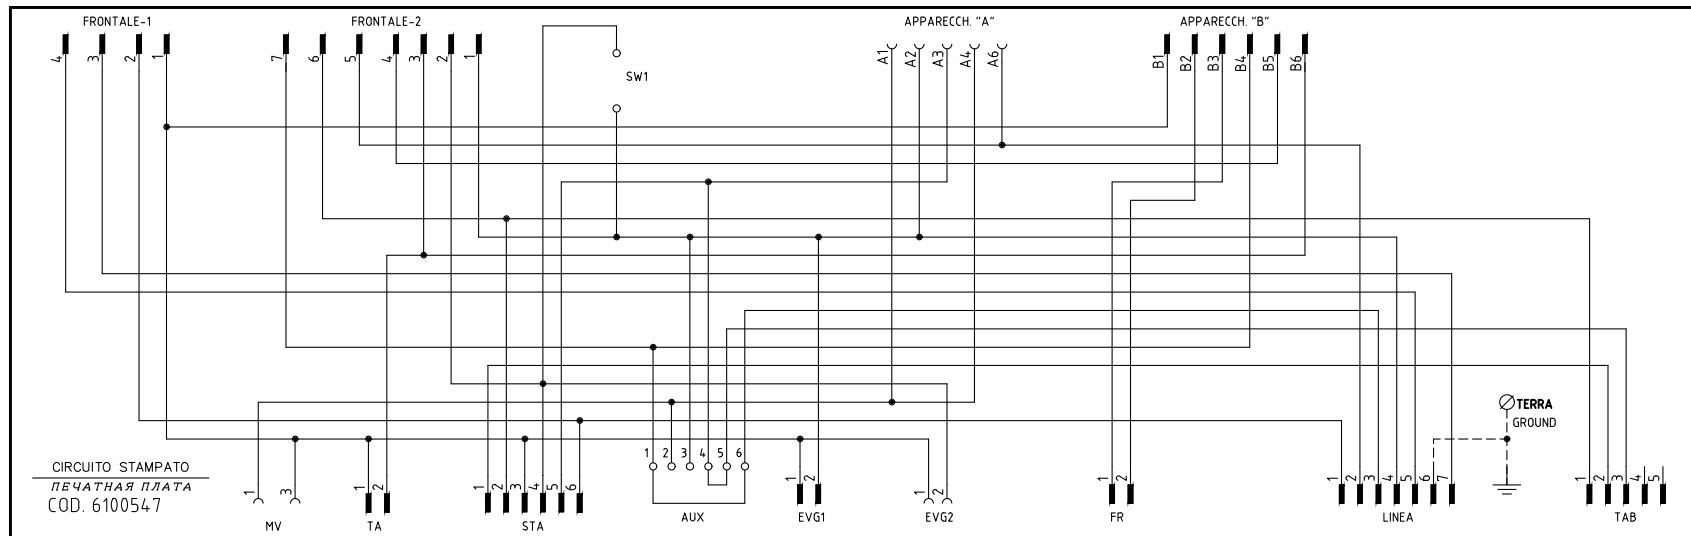 FRONTALE-1
FRONTALE-2
APPARECCH. "A"
APPARECCH. "B"
4 3 2 1
7 6 5 4 3 2 1
SW1
A1 A2 A3 A4 A6
B1 B2 B3 B4 B5 B6
TERRA
GROUND
CIRCUITO STAMPATO
ПЕЧАТНАЯ ПЛАТА
COD. 6100547
1 3
1 2
1 2 3 4 5 6
1 2 3 4 5 6
1 2
1 2
1 2
1 2 3 4 5 6 7
1 2 3 4 5
MV
TA
STA
AUX
EVG1
EVG2
FR
LINEA
TAB